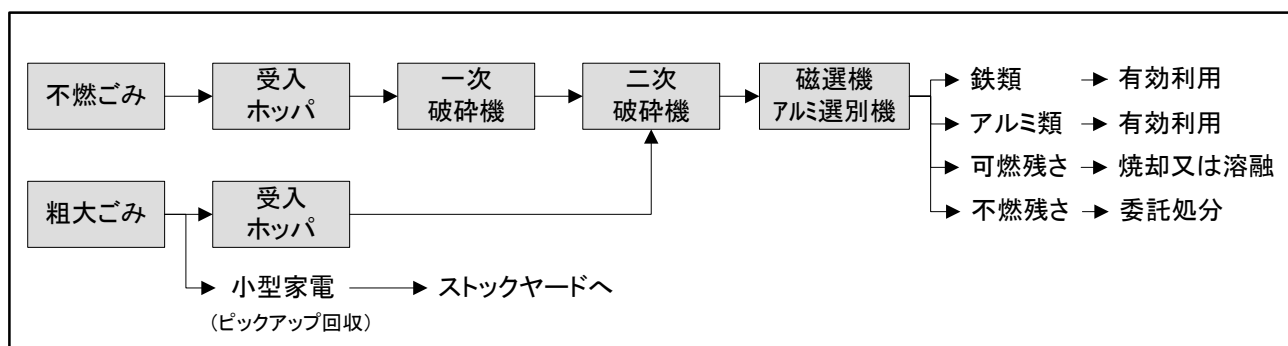 不燃ごみ
受入
ホッパ
一次
破砕機
二次
破砕機
磁選機
アルミ選別機
鉄類
有効利用
アルミ類
有効利用
可燃残さ
焼却又は溶融
不燃残さ
委託処分
粗大ごみ
受入
ホッパ
小型家電
(ピックアップ回収)
ストックヤードへ